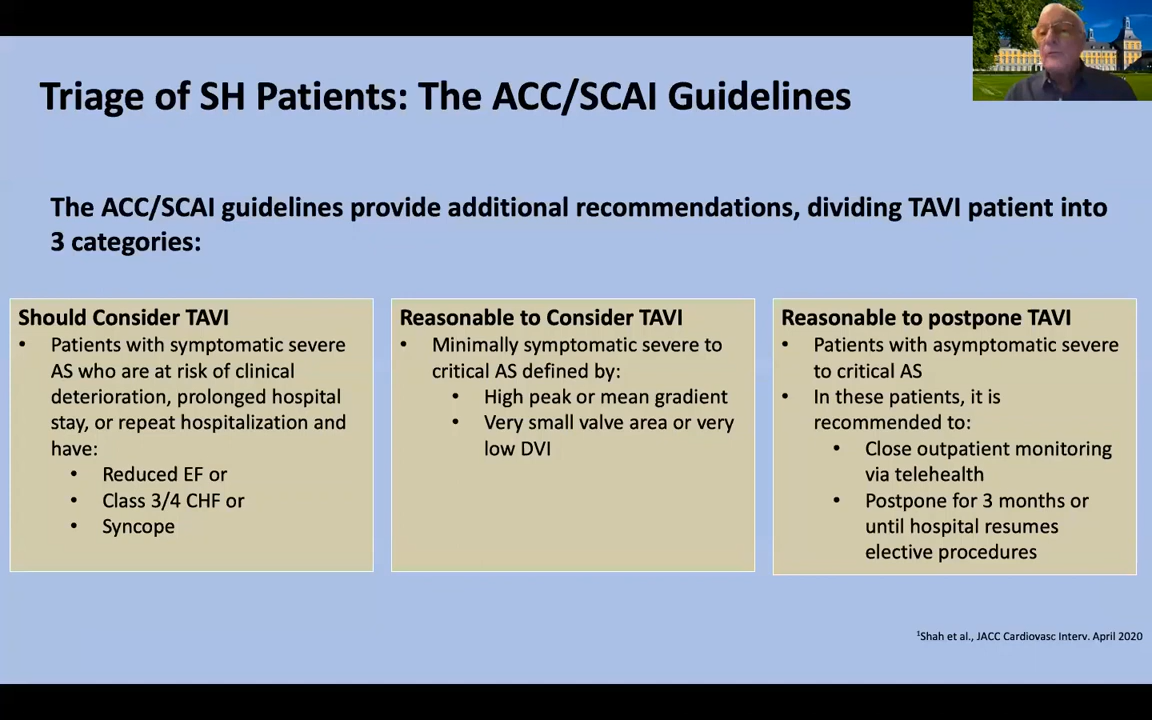 Triage of SH Patients: The ACC/SCAI Guidelines
The ACC/SCAI guidelines provide additional recommendations, dividing TAVI patient into
3 categories:
Should Consider TAVI
• Patients with symptomatic severe
AS who are at risk of clinical
deterioration, prolonged hospital
stay, or repeat hospitalization and
have:
• Reduced EF or
• Class 3/4 CHF or
• Syncope
Reasonable to Consider TAVI
• Minimally symptomatic severe to
critical AS defined by:
• High peak or mean gradient
• Very small valve area or very
low DVI
Reasonable to postpone TAVI
• Patients with asymptomatic severe
to critical AS
• In these patients, it is
recommended to:
• Close outpatient monitoring
via telehealth
• Postpone for 3 months or
until hospital resumes
elective procedures
¹Shah et al., JACC Cardiovasc Interv. April 2020